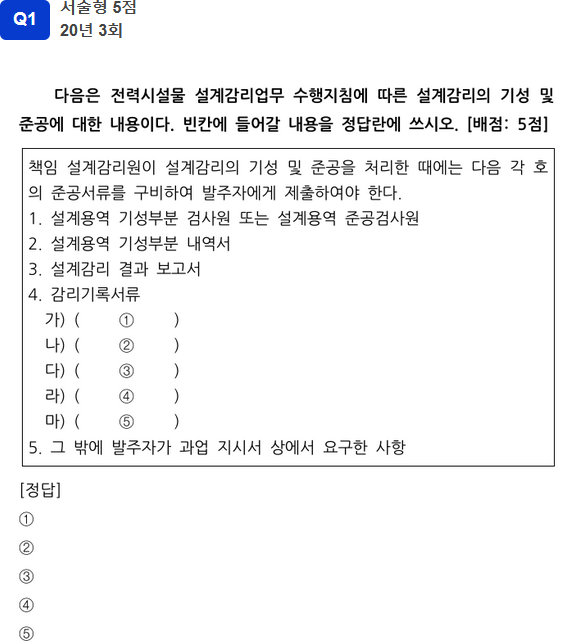 Q1
서술형 5점
20년 3회
다음은 전력시설물 설계감리업무 수행지침에 따른 설계감리의 기성 및
준공에 대한 내용이다. 빈칸에 들어갈 내용을 정답란에 쓰시오. [배점: 5점]
책임 설계감리원이 설계감리의 기성 및 준공을 처리한 때에는 다음 각 호
의 준공서류를 구비하여 발주자에게 제출하여야 한다.
1. 설계용역 기성부분 검사원 또는 설계용역 준공검사원
2. 설계용역 기성부분 내역서
3. 설계감리 결과 보고서
4. 감리기록서류
가) ( ① )
나) ( ② )
다) ( ③ )
라) ( ④ )
마) ( ⑤ )
5. 그 밖에 발주자가 과업 지시서 상에서 요구한 사항
[정답]
①
②
③
④
⑤